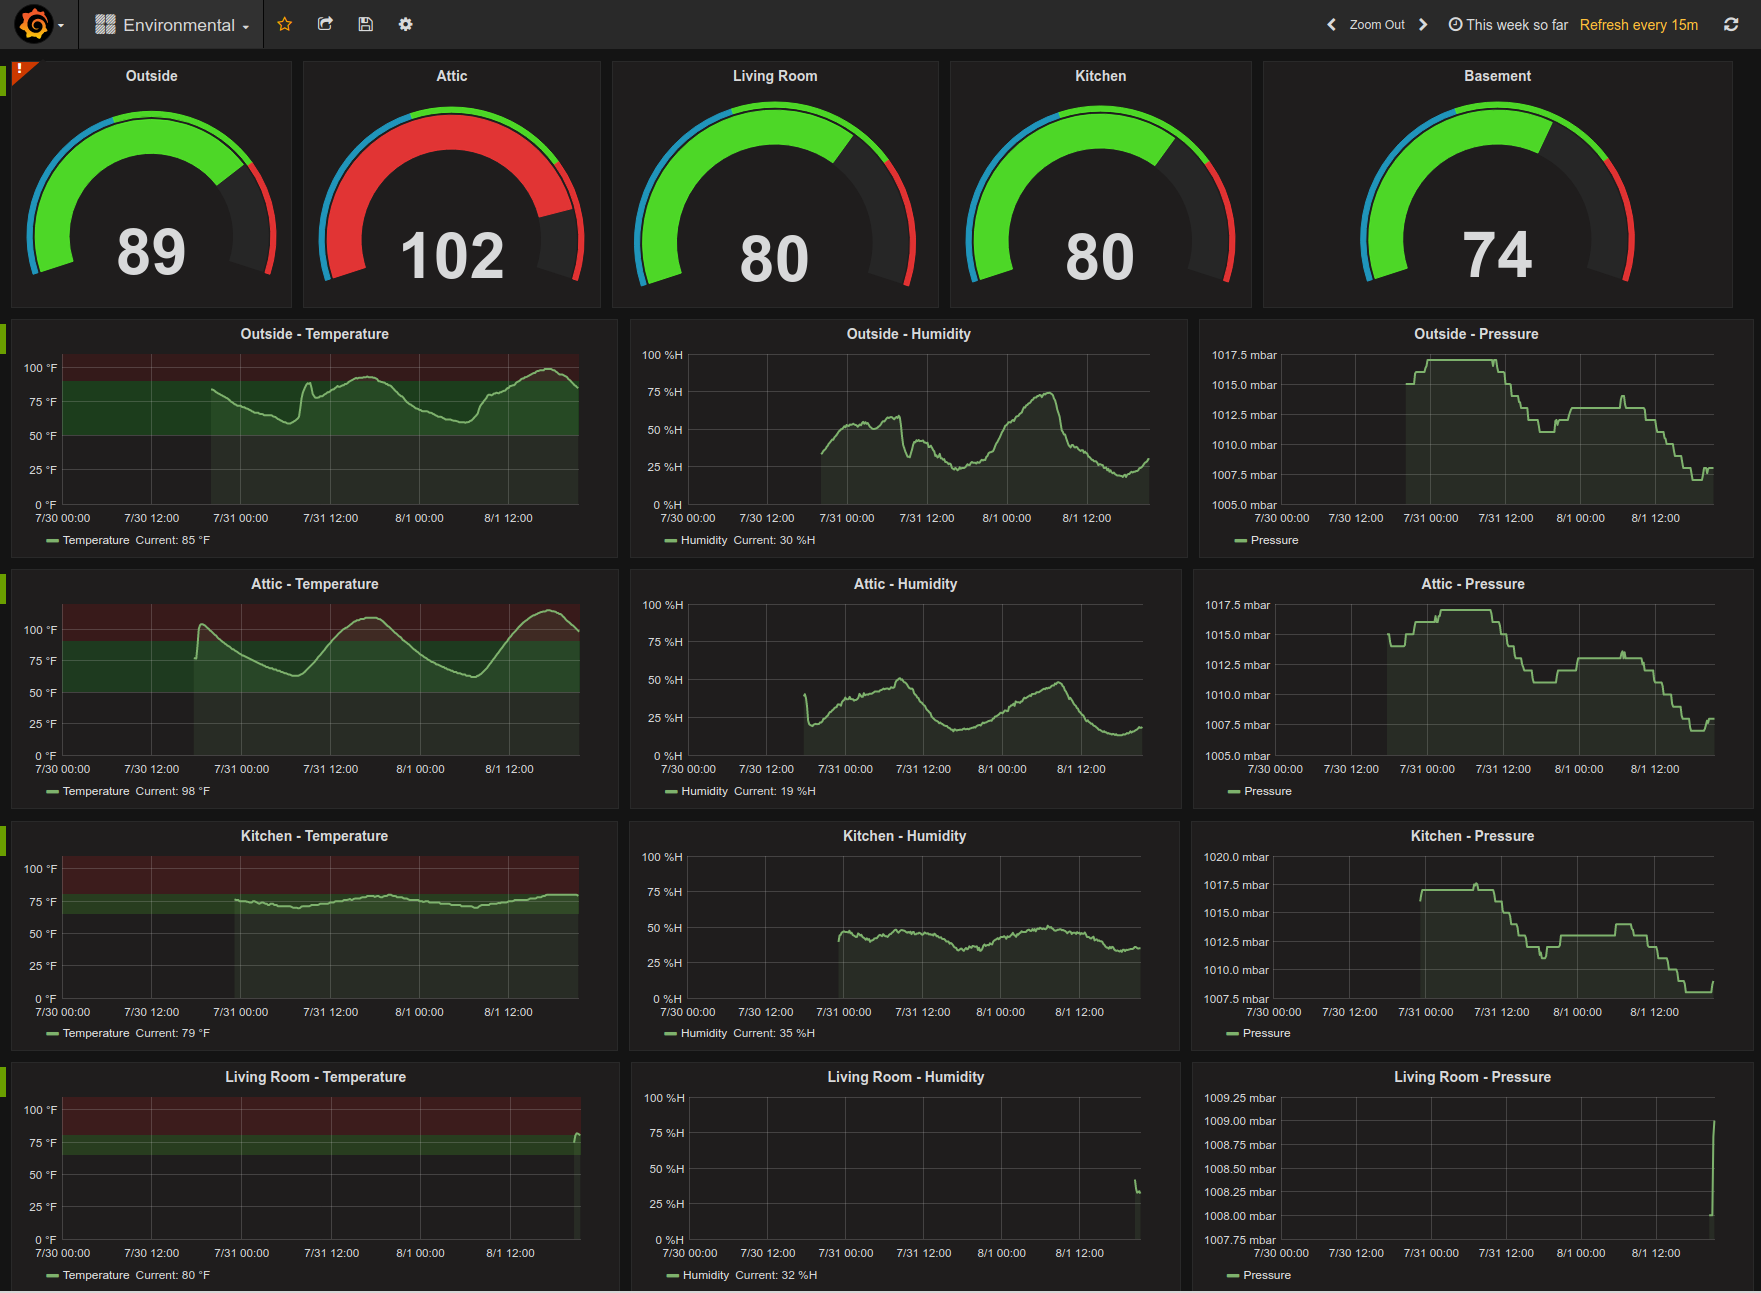 Environmental
Zoom Out
This week so far Refresh every 15m
!
Outside
89
Attic
102
Living Room
80
Kitchen
80
Basement
74
Outside - Temperature
100 °F
75 °F
50 °F
25 °F
0 °F
7/30 00:00 7/30 12:00 7/31 00:00 7/31 12:00 8/1 00:00 8/1 12:00
Temperature Current: 85 °F
Outside - Humidity
100 %H
75 %H
50 %H
25 %H
0 %H
7/30 00:00 7/30 12:00 7/31 00:00 7/31 12:00 8/1 00:00 8/1 12:00
Humidity Current: 30 %H
Outside - Pressure
1017.5 mbar
1015.0 mbar
1012.5 mbar
1010.0 mbar
1007.5 mbar
1005.0 mbar
7/30 00:00 7/30 12:00 7/31 00:00 7/31 12:00 8/1 00:00 8/1 12:00
Pressure
Attic - Temperature
100 °F
75 °F
50 °F
25 °F
0 °F
7/30 00:00 7/30 12:00 7/31 00:00 7/31 12:00 8/1 00:00 8/1 12:00
Temperature Current: 98 °F
Attic - Humidity
100 %H
75 %H
50 %H
25 %H
0 %H
7/30 00:00 7/30 12:00 7/31 00:00 7/31 12:00 8/1 00:00 8/1 12:00
Humidity Current: 19 %H
Attic - Pressure
1017.5 mbar
1015.0 mbar
1012.5 mbar
1010.0 mbar
1007.5 mbar
1005.0 mbar
7/30 00:00 7/30 12:00 7/31 00:00 7/31 12:00 8/1 00:00 8/1 12:00
Pressure
Kitchen - Temperature
100 °F
75 °F
50 °F
25 °F
0 °F
7/30 00:00 7/30 12:00 7/31 00:00 7/31 12:00 8/1 00:00 8/1 12:00
Temperature Current: 79 °F
Kitchen - Humidity
100 %H
75 %H
50 %H
25 %H
0 %H
7/30 00:00 7/30 12:00 7/31 00:00 7/31 12:00 8/1 00:00 8/1 12:00
Humidity Current: 35 %H
Kitchen - Pressure
1020.0 mbar
1017.5 mbar
1015.0 mbar
1012.5 mbar
1010.0 mbar
1007.5 mbar
7/30 00:00 7/30 12:00 7/31 00:00 7/31 12:00 8/1 00:00 8/1 12:00
Pressure
Living Room - Temperature
100 °F
75 °F
50 °F
25 °F
0 °F
7/30 00:00 7/30 12:00 7/31 00:00 7/31 12:00 8/1 00:00 8/1 12:00
Temperature Current: 80 °F
Living Room - Humidity
100 %H
75 %H
50 %H
25 %H
0 %H
7/30 00:00 7/30 12:00 7/31 00:00 7/31 12:00 8/1 00:00 8/1 12:00
Humidity Current: 32 %H
Living Room - Pressure
1009.25 mbar
1009.00 mbar
1008.75 mbar
1008.50 mbar
1008.25 mbar
1008.00 mbar
1007.75 mbar
7/30 00:00 7/30 12:00 7/31 00:00 7/31 12:00 8/1 00:00 8/1 12:00
Pressure